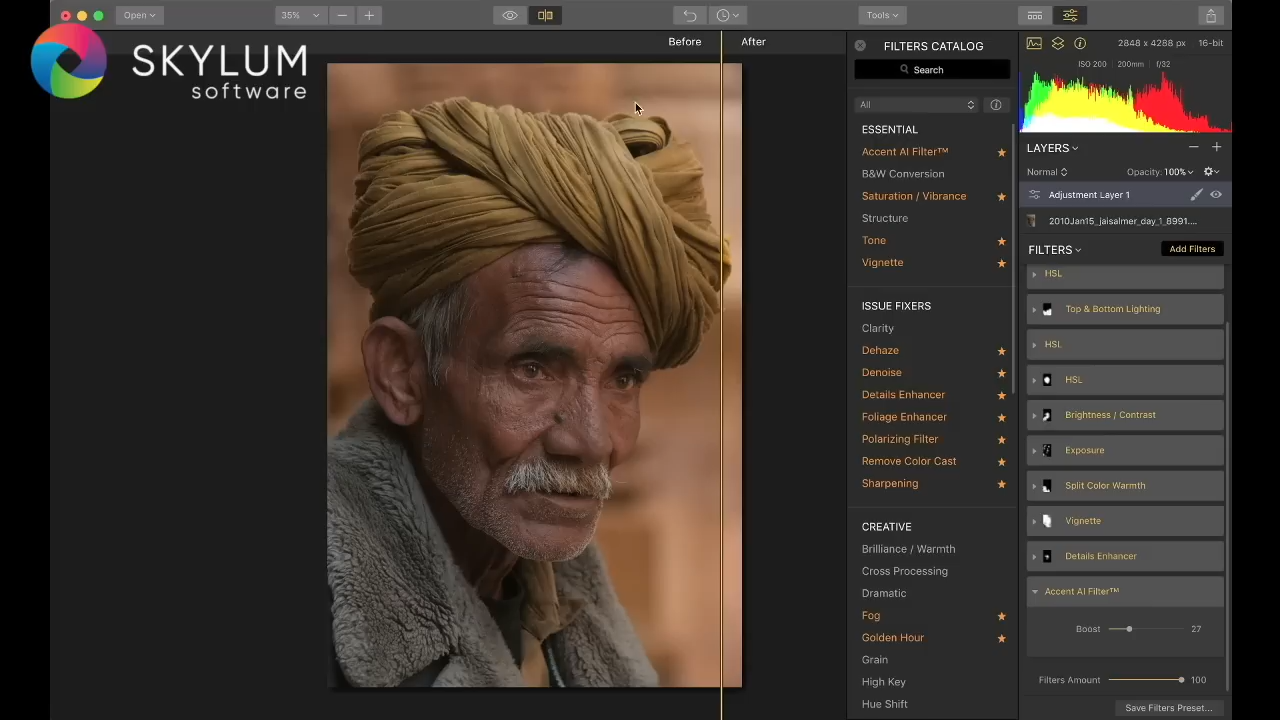 Open
35%
Tools
SKYLUM
software
Before
After
FILTERS CATALOG
Search
All
ESSENTIAL
Accent AI Filter™
B&W Conversion
Saturation / Vibrance
Structure
Tone
Vignette
ISSUE FIXERS
Clarity
Dehaze
Denoise
Details Enhancer
Foliage Enhancer
Polarizing Filter
Remove Color Cast
Sharpening
CREATIVE
Brilliance / Warmth
Cross Processing
Dramatic
Fog
Golden Hour
Grain
High Key
Hue Shift
2848 x 4288 px 16-bit
ISO 200 200mm f/32
LAYERS
Normal Opacity: 100%
Adjustment Layer 1
2010Jan15_jaisalmer_day_1_8991....
FILTERS Add Filters
HSL
Top & Bottom Lighting
HSL
HSL
Brightness / Contrast
Exposure
Split Color Warmth
Vignette
Details Enhancer
Accent AI Filter™
Boost 27
Filters Amount 100
Save Filters Preset...